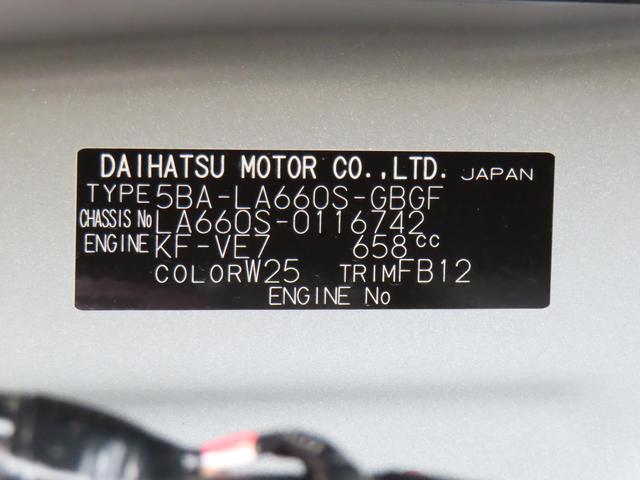 DAIHATSU MOTOR CO.,LTD. JAPAN
TYPE 5BA-LA660S-GBGF
CHASSIS No LA660S-0116742
ENGINE KF-VE7 658cc
COLOR W25 TRIM FB12
ENGINE No